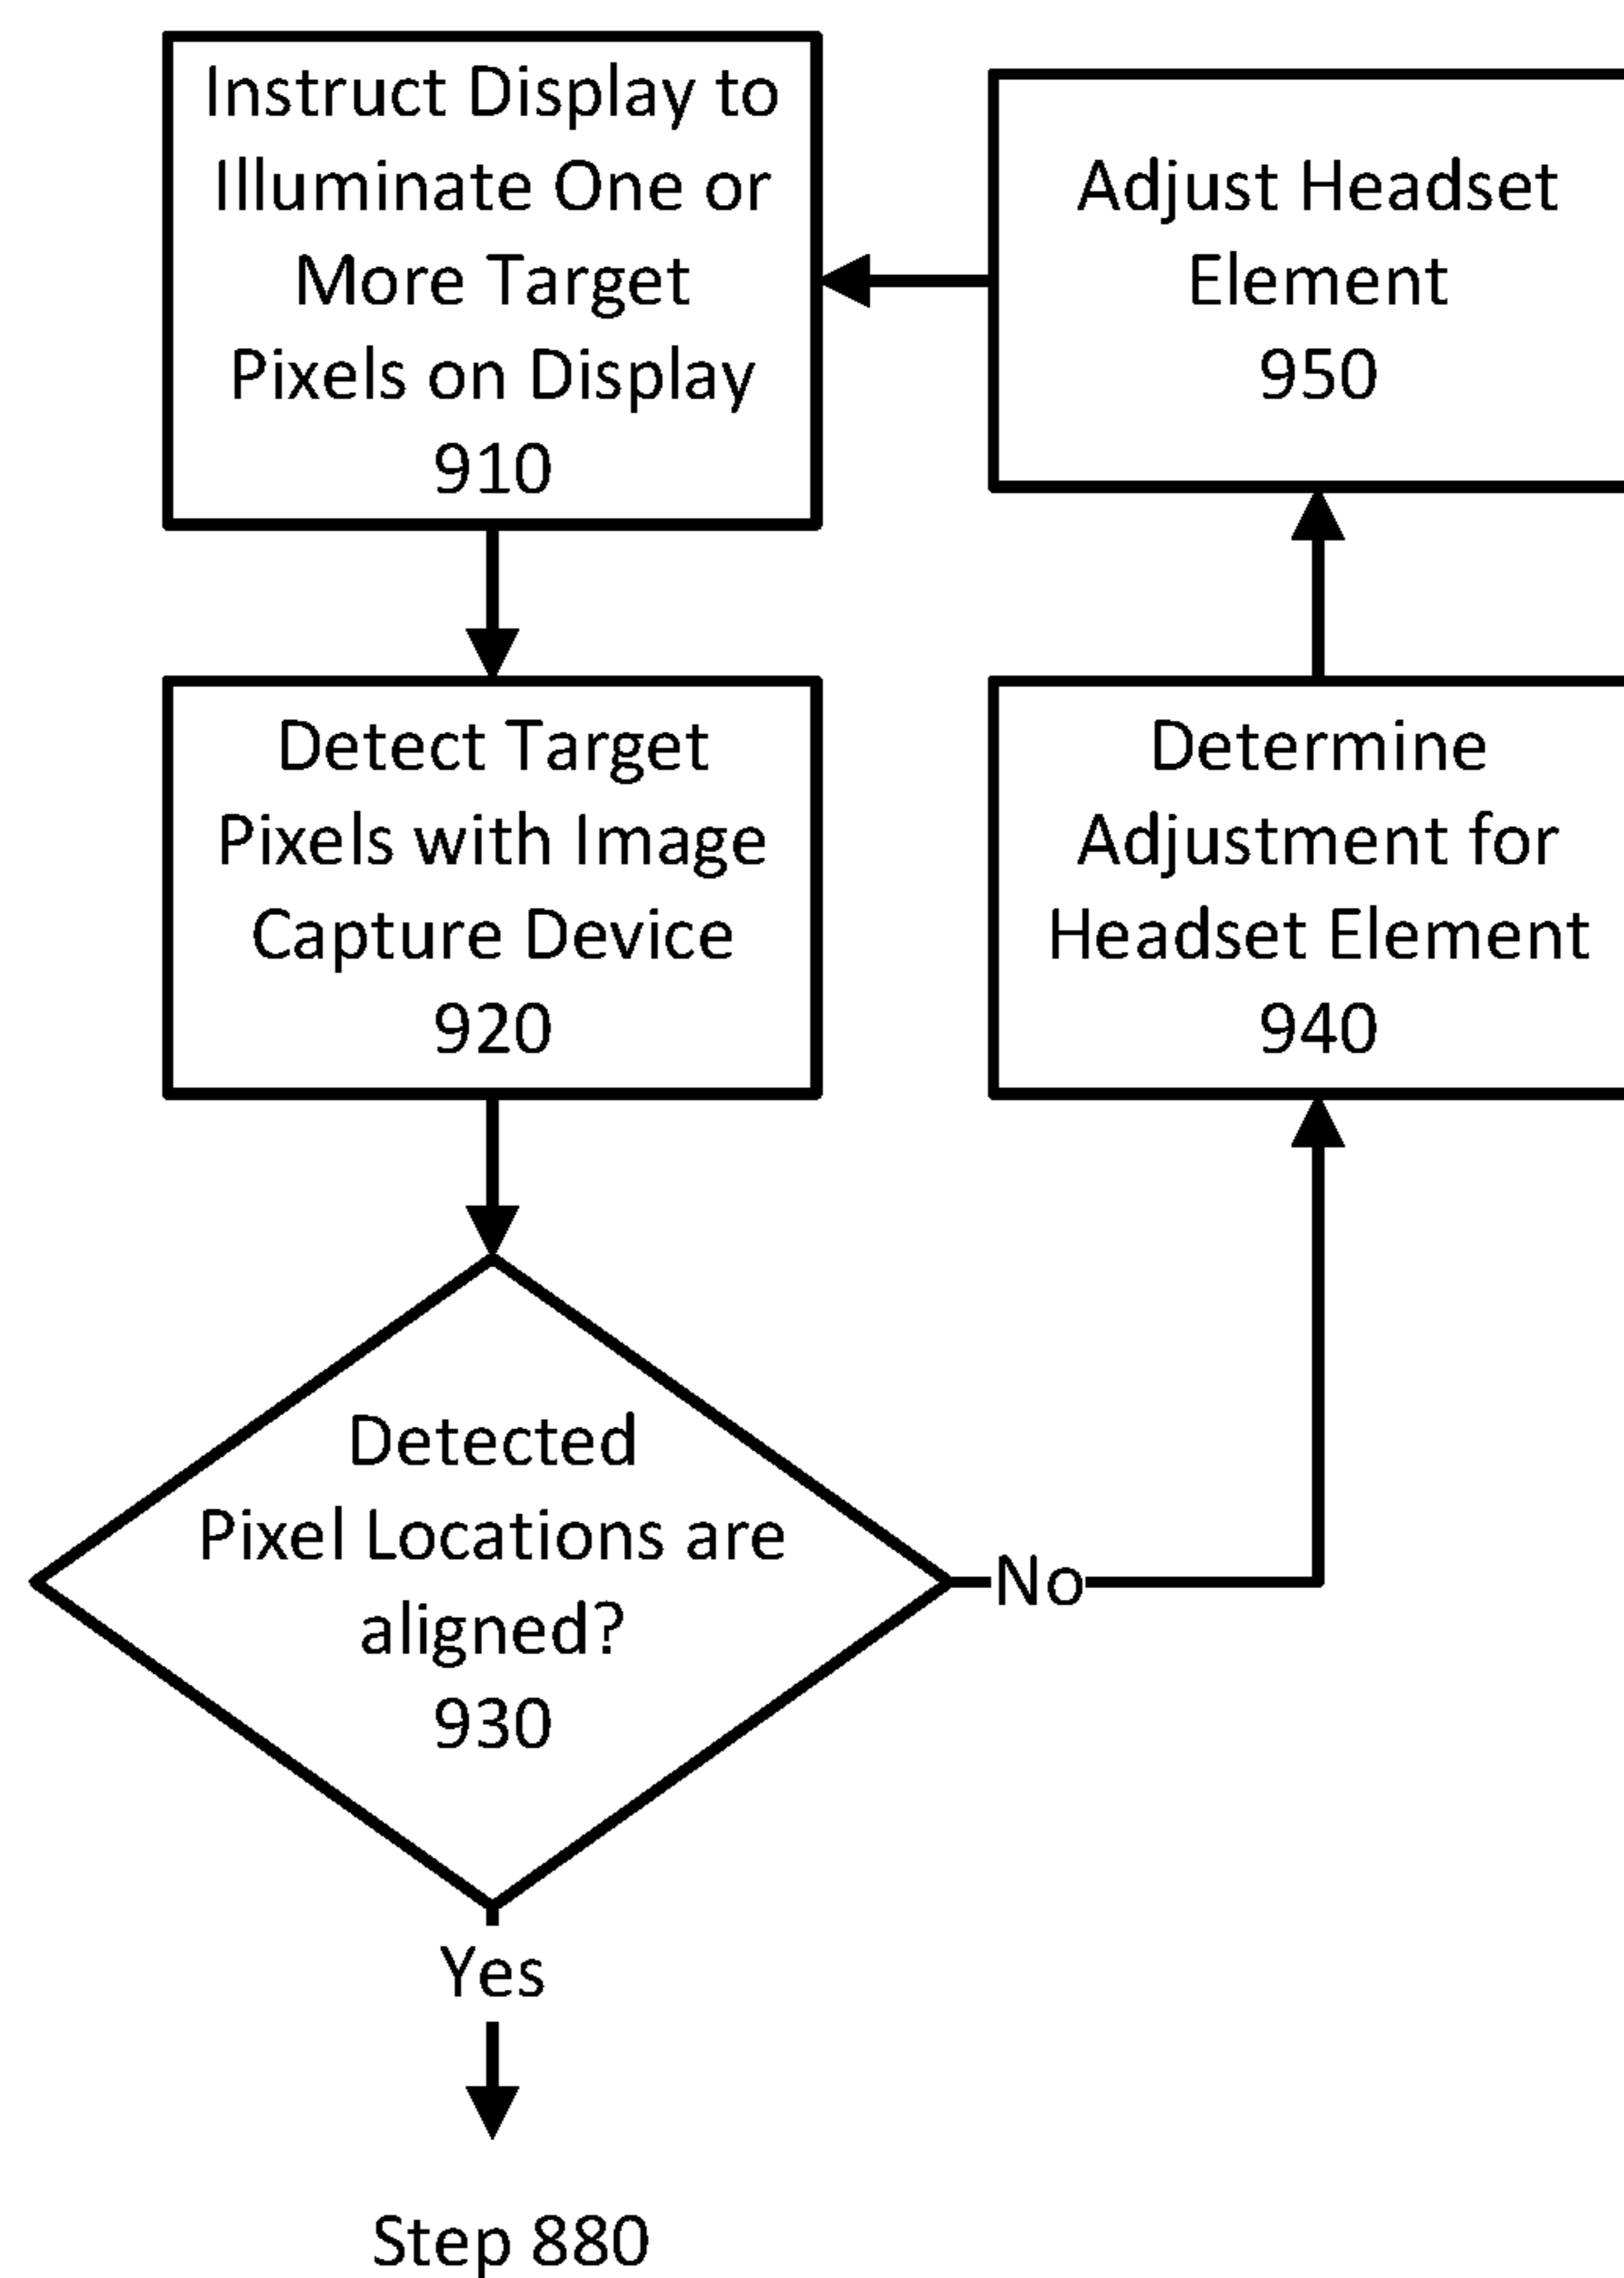 Instruct Display to
Illuminate One or
More Target
Pixels on Display
910
Adjust Headset
Element
950
Detect Target
Pixels with Image
Capture Device
920
Determine
Adjustment for
Headset Element
940
Detected
Pixel Locations are
aligned?
930
No
Yes
Step 880